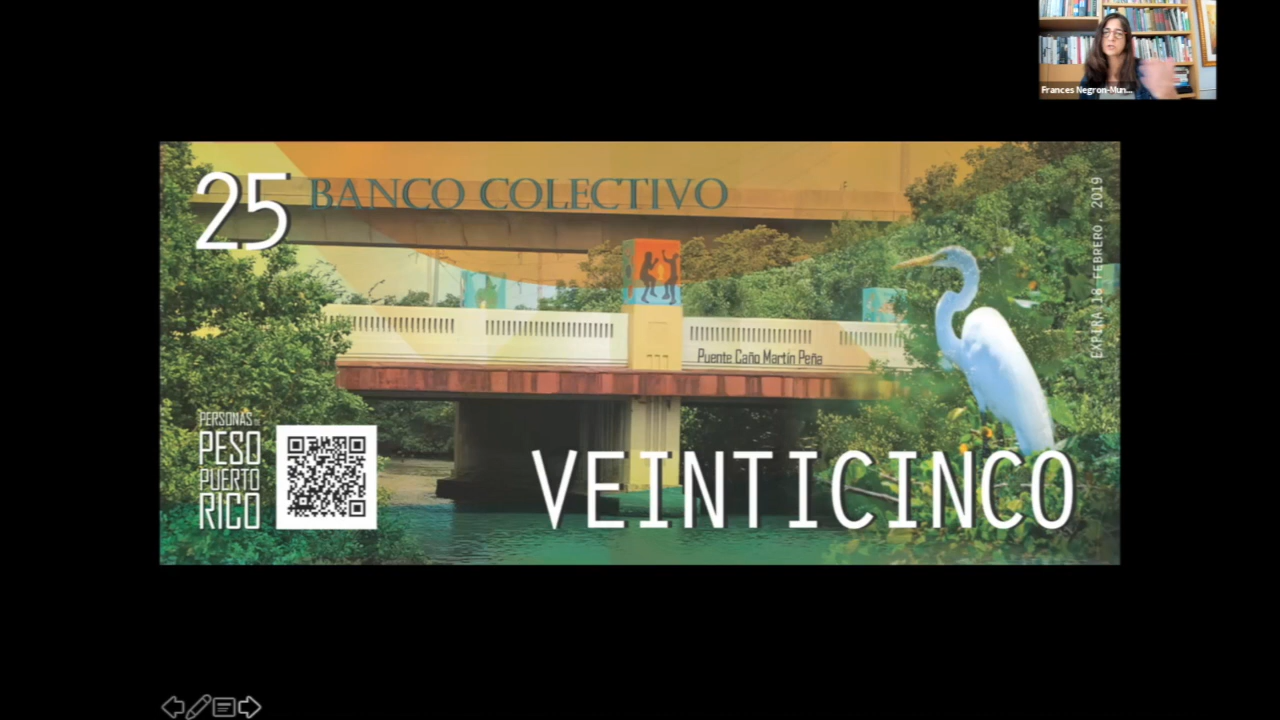 Frances Negron-Mun...
25 BANCO COLECTIVO
EXPIRA 18 FEBRERO, 2019
Puente Caño Martín Peña
PERSONAS DE
PESO
PUERTO
RICO
VEINTICINCO